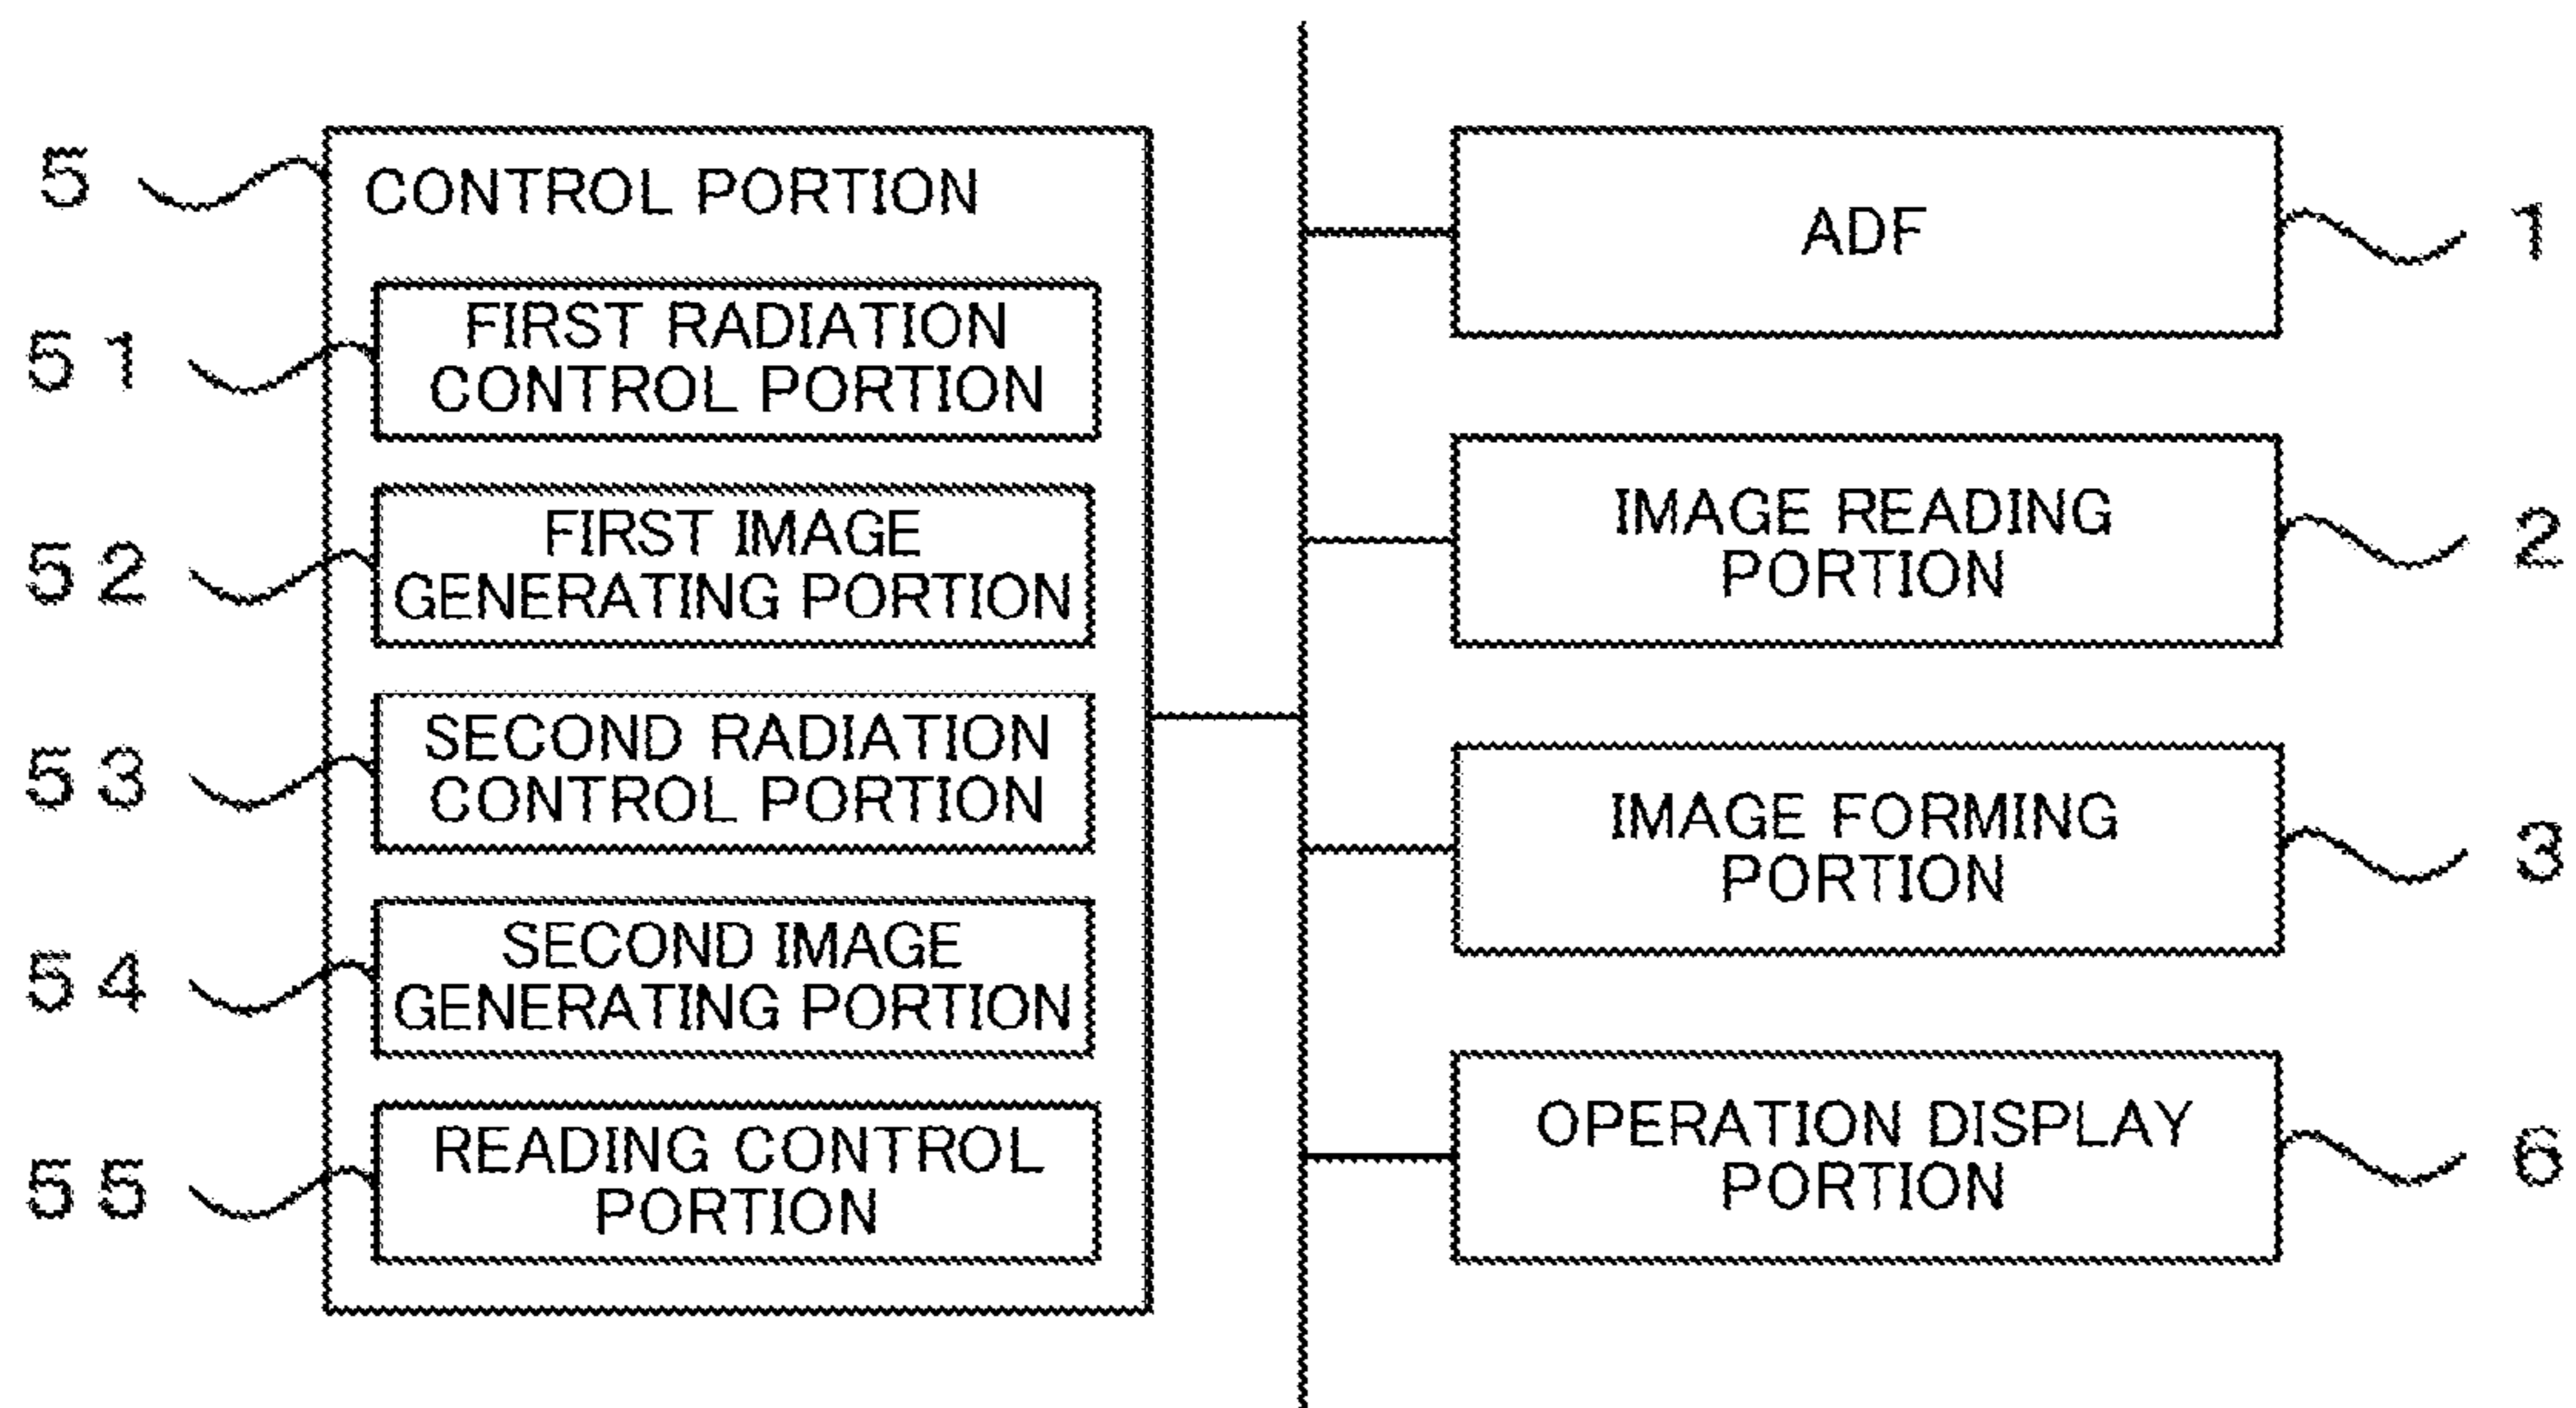 5
CONTROL PORTION
51
FIRST RADIATION
CONTROL PORTION
52
FIRST IMAGE
GENERATING PORTION
53
SECOND RADIATION
CONTROL PORTION
54
SECOND IMAGE
GENERATING PORTION
55
READING CONTROL
PORTION
ADF
1
IMAGE READING
PORTION
2
IMAGE FORMING
PORTION
3
OPERATION DISPLAY
PORTION
6